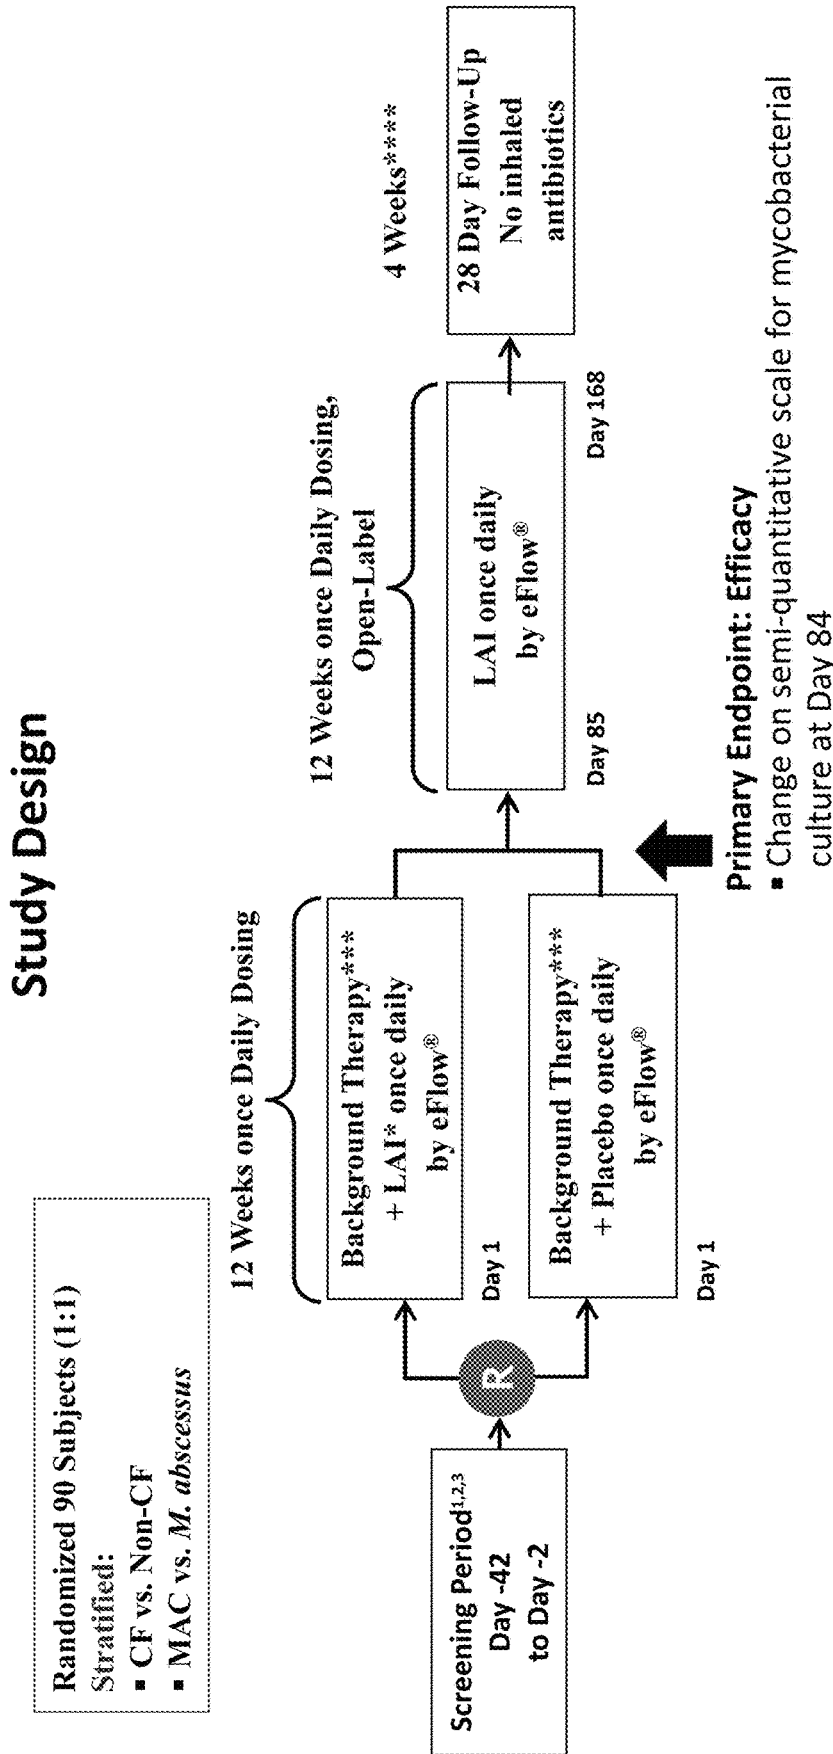 Study Design
Randomized 90 Subjects (1:1)
Stratified:
▪ CF vs. Non-CF
▪ MAC vs. M. abscessus
Screening Period1,2,3
Day -42
to Day -2
R
12 Weeks once Daily Dosing
Background Therapy***
+ LAI* once daily
by eFlow®
Day 1
Background Therapy***
+ Placebo once daily
by eFlow®
Day 1
12 Weeks once Daily Dosing,
Open-Label
LAI once daily
by eFlow®
Day 85
Day 168
4 Weeks****
28 Day Follow-Up
No inhaled
antibiotics
Primary Endpoint: Efficacy
▪ Change on semi-quantitative scale for mycobacterial
culture at Day 84